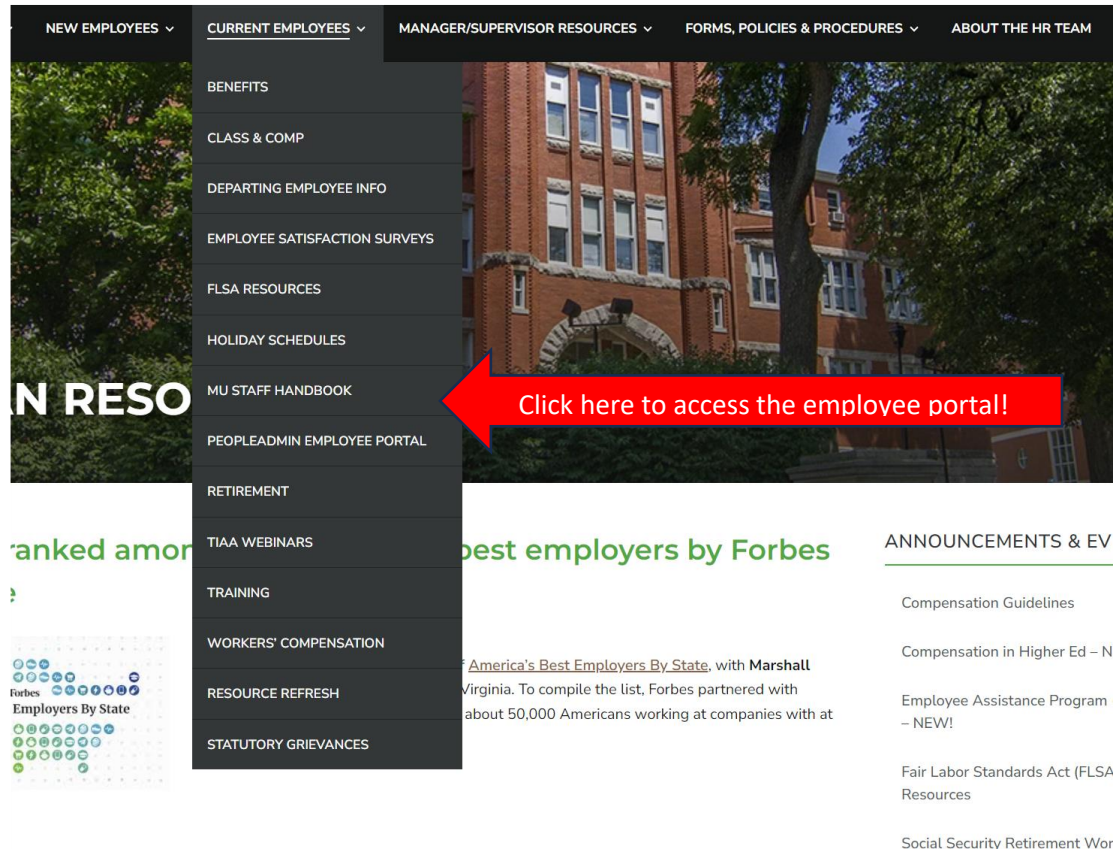 NEW EMPLOYEES
CURRENT EMPLOYEES
MANAGER/SUPERVISOR RESOURCES
FORMS, POLICIES & PROCEDURES
ABOUT THE HR TEAM
BENEFITS
CLASS & COMP
DEPARTING EMPLOYEE INFO
EMPLOYEE SATISFACTION SURVEYS
FLSA RESOURCES
HOLIDAY SCHEDULES
MU STAFF HANDBOOK
PEOPLEADMIN EMPLOYEE PORTAL
RETIREMENT
TIAA WEBINARS
TRAINING
WORKERS' COMPENSATION
RESOURCE REFRESH
STATUTORY GRIEVANCES
N RESO
Click here to access the employee portal!
ranked amon
best employers by Forbes
Forbes
Employers By State
America's Best Employers By State, with Marshall
Virginia. To compile the list, Forbes partnered with
about 50,000 Americans working at companies with at
ANNOUNCEMENTS & EV
Compensation Guidelines
Compensation in Higher Ed – N
Employee Assistance Program
– NEW!
Fair Labor Standards Act (FLSA
Resources
Social Security Retirement Wor